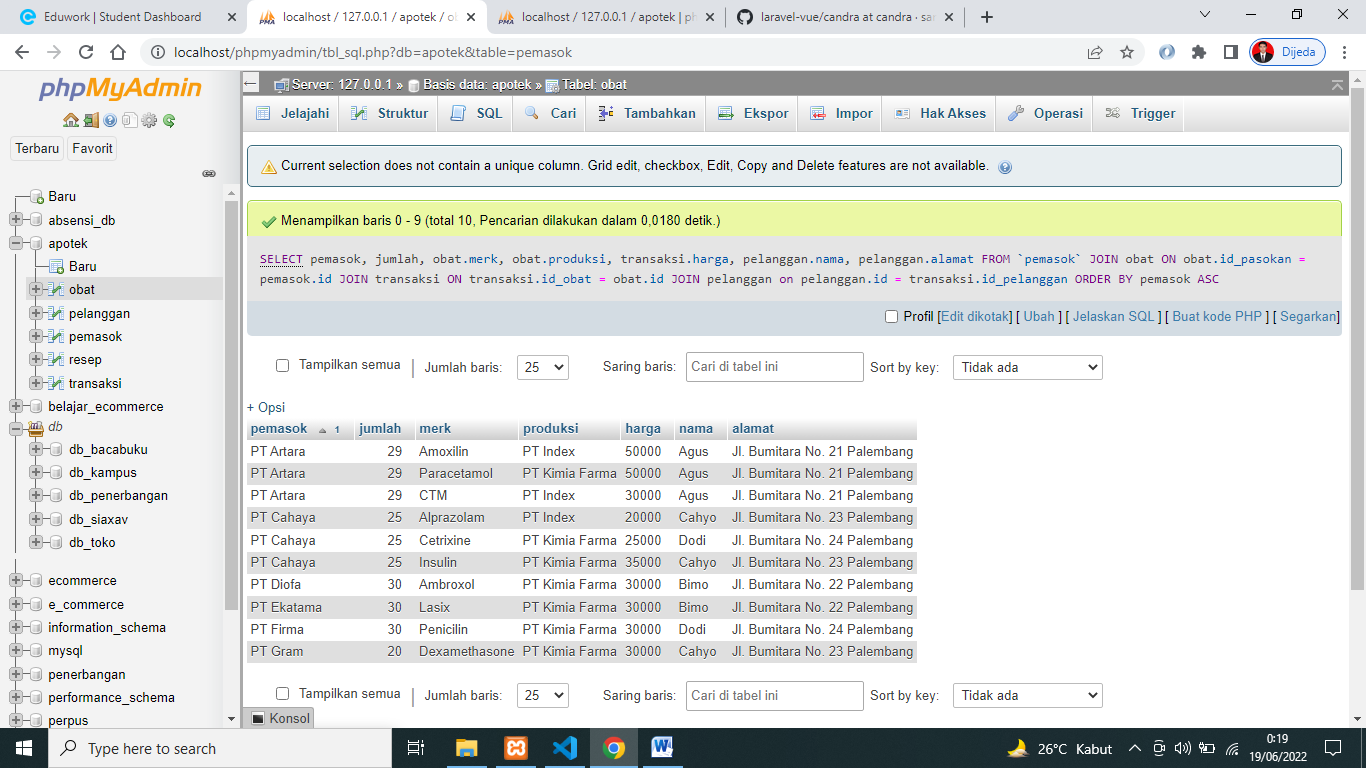 Eduwork | Student Dashboard
localhost / 127.0.0.1 / apotek / ob
localhost / 127.0.0.1 / apotek | ph
laravel-vue/candra at candra · sar
localhost/phpmyadmin/tbl_sql.php?db=apotek&table=pemasok
Dijeda
phpMyAdmin
Terbaru
Favorit
Baru
absensi_db
apotek
Baru
obat
pelanggan
pemasok
resep
transaksi
belajar_ecommerce
db
db_bacabuku
db_kampus
db_penerbangan
db_siaxav
db_toko
ecommerce
e_commerce
information_schema
mysql
penerbangan
performance_schema
perpus
Server: 127.0.0.1 » Basis data: apotek » Tabel: obat
Jelajahi Struktur SQL Cari Tambahkan Ekspor Impor Hak Akses Operasi Trigger
Current selection does not contain a unique column. Grid edit, checkbox, Edit, Copy and Delete features are not available.
Menampilkan baris 0 - 9 (total 10, Pencarian dilakukan dalam 0,0180 detik.)
SELECT pemasok, jumlah, obat.merk, obat.produksi, transaksi.harga, pelanggan.nama, pelanggan.alamat FROM `pemasok` JOIN obat ON obat.id_pasokan =
pemasok.id JOIN transaksi ON transaksi.id_obat = obat.id JOIN pelanggan on pelanggan.id = transaksi.id_pelanggan ORDER BY pemasok ASC
Profil [Edit dikotak] [ Ubah ] [ Jelaskan SQL ] [ Buat kode PHP ] [ Segarkan]
Tampilkan semua | Jumlah baris: 25 Saring baris: Cari di tabel ini Sort by key: Tidak ada
+ Opsi
pemasok 1 jumlah merk produksi harga nama alamat
PT Artara 29 Amoxilin PT Index 50000 Agus Jl. Bumitara No. 21 Palembang
PT Artara 29 Paracetamol PT Kimia Farma 50000 Agus Jl. Bumitara No. 21 Palembang
PT Artara 29 CTM PT Index 30000 Agus Jl. Bumitara No. 21 Palembang
PT Cahaya 25 Alprazolam PT Index 20000 Cahyo Jl. Bumitara No. 23 Palembang
PT Cahaya 25 Cetrixine PT Kimia Farma 25000 Dodi Jl. Bumitara No. 24 Palembang
PT Cahaya 25 Insulin PT Kimia Farma 35000 Cahyo Jl. Bumitara No. 23 Palembang
PT Diofa 30 Ambroxol PT Kimia Farma 30000 Bimo Jl. Bumitara No. 22 Palembang
PT Ekatama 30 Lasix PT Kimia Farma 30000 Bimo Jl. Bumitara No. 22 Palembang
PT Firma 30 Penicilin PT Kimia Farma 30000 Dodi Jl. Bumitara No. 24 Palembang
PT Gram 20 Dexamethasone PT Kimia Farma 30000 Cahyo Jl. Bumitara No. 23 Palembang
Tampilkan semua | Jumlah baris: 25 Saring baris: Cari di tabel ini Sort by key: Tidak ada
Konsol
Type here to search
26°C Kabut
0:19
19/06/2022